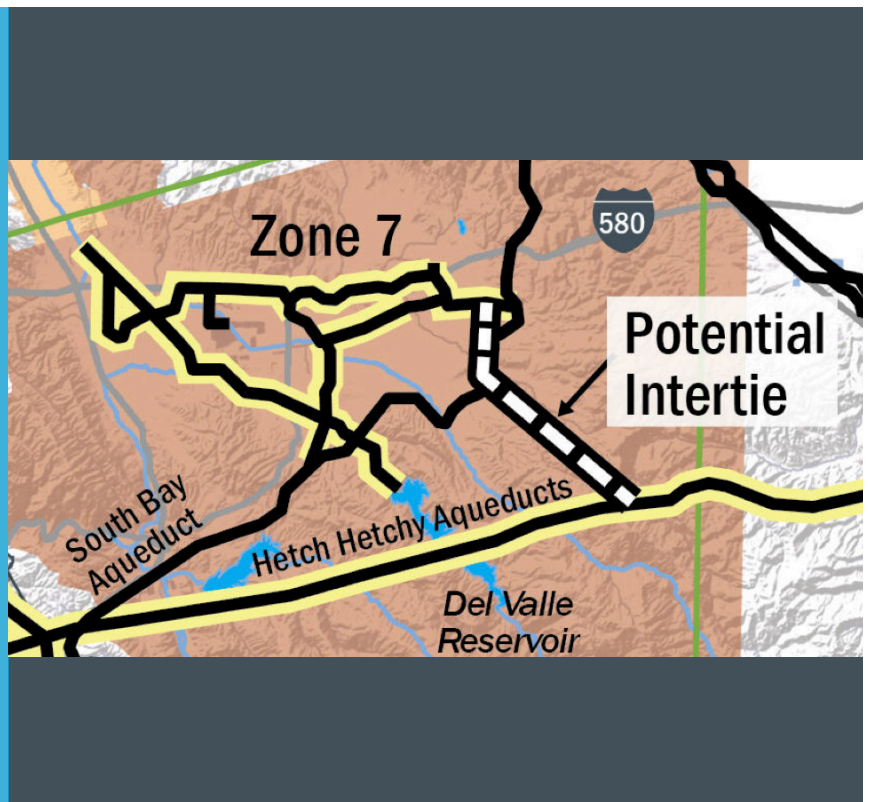 Zone 7
580
Potential
Intertie
South Bay
Aqueduct
Hetch Hetchy Aqueducts
Del Valle
Reservoir